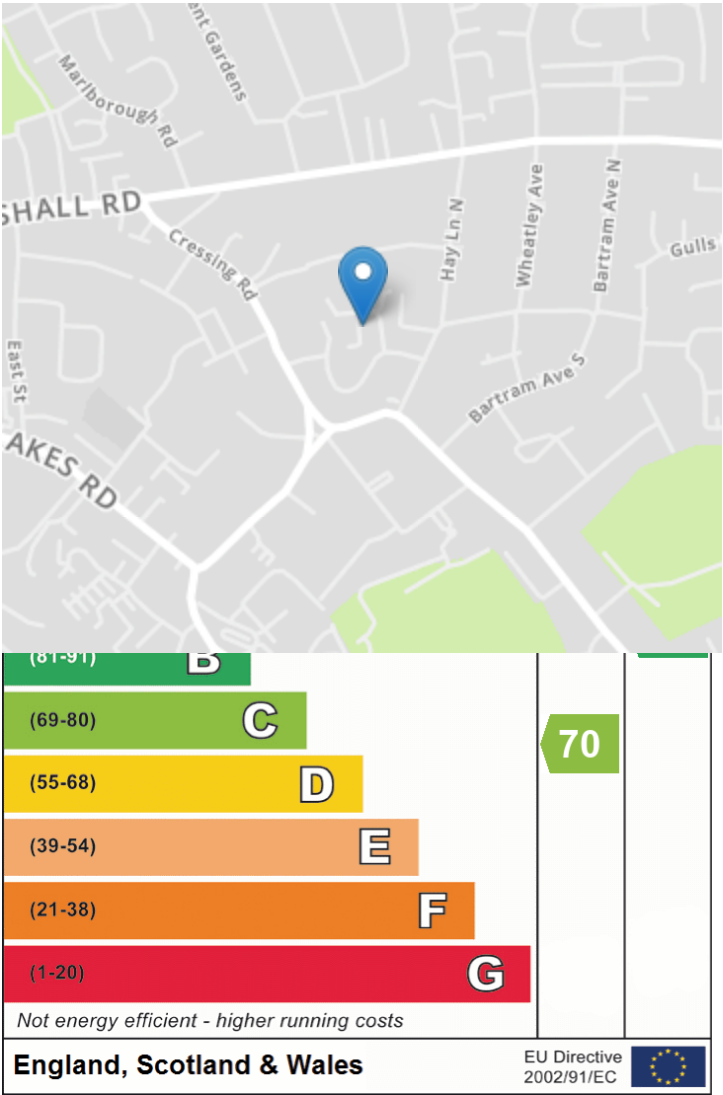 nt Gardens
Marlborough Rd
SHALL RD
Cressing Rd
Hay Ln N
Wheatley Ave
Bartram Ave N
Gulls
East St
Bartram Ave S
AKES RD
(81-91) B
(69-80) C
70
(55-68) D
(39-54) E
(21-38) F
(1-20) G
Not energy efficient - higher running costs
England, Scotland & Wales
EU Directive
2002/91/EC